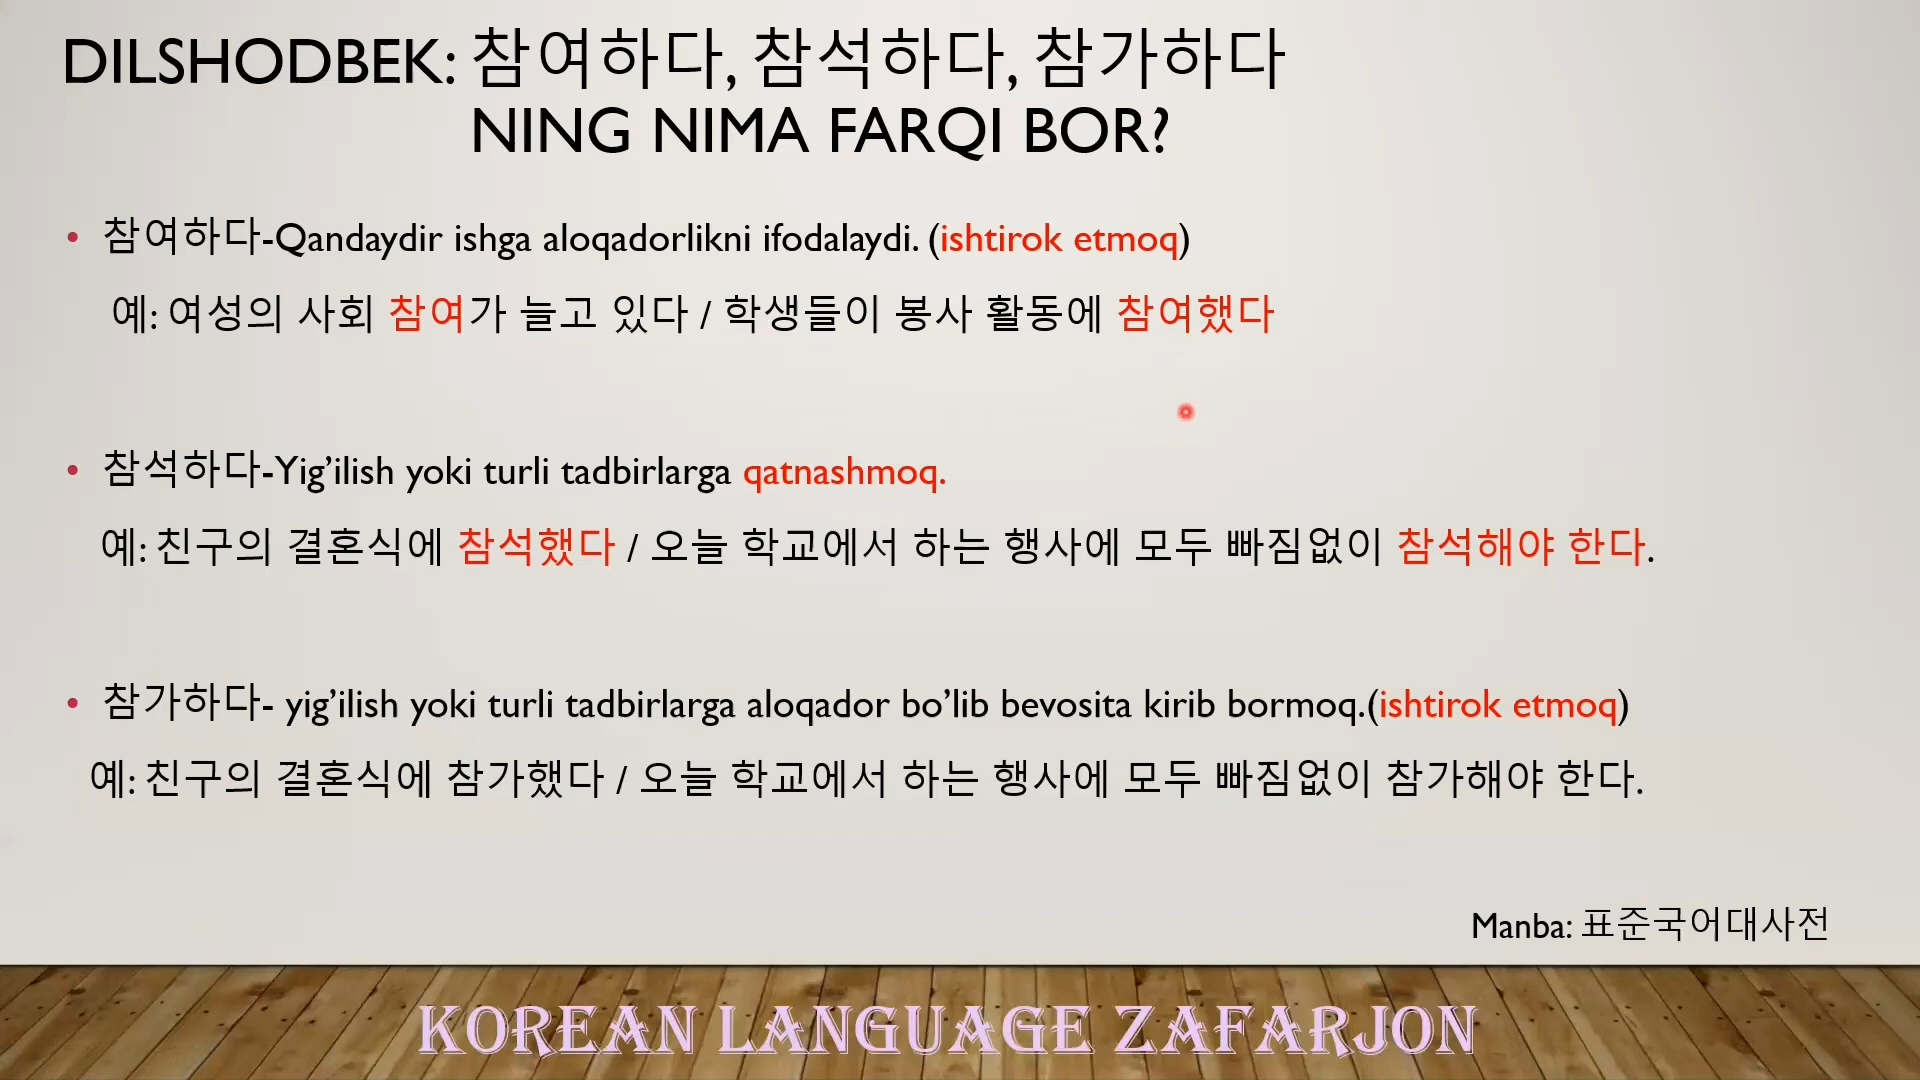 DILSHODBEK: 참여하다, 참석하다, 참가하다
NING NIMA FARQI BOR?
• 참여하다-Qandaydir ishga aloqadorlikni ifodalaydi. (ishtirok etmoq)
예: 여성의 사회 참여가 늘고 있다 / 학생들이 봉사 활동에 참여했다
• 참석하다-Yig’ilish yoki turli tadbirlarga qatnashmoq.
예: 친구의 결혼식에 참석했다 / 오늘 학교에서 하는 행사에 모두 빠짐없이 참석해야 한다.
• 참가하다- yig’ilish yoki turli tadbirlarga aloqador bo’lib bevosita kirib bormoq.(ishtirok etmoq)
예: 친구의 결혼식에 참가했다 / 오늘 학교에서 하는 행사에 모두 빠짐없이 참가해야 한다.
Manba: 표준국어대사전
KOREAN LANGUAGE ZAFARJON